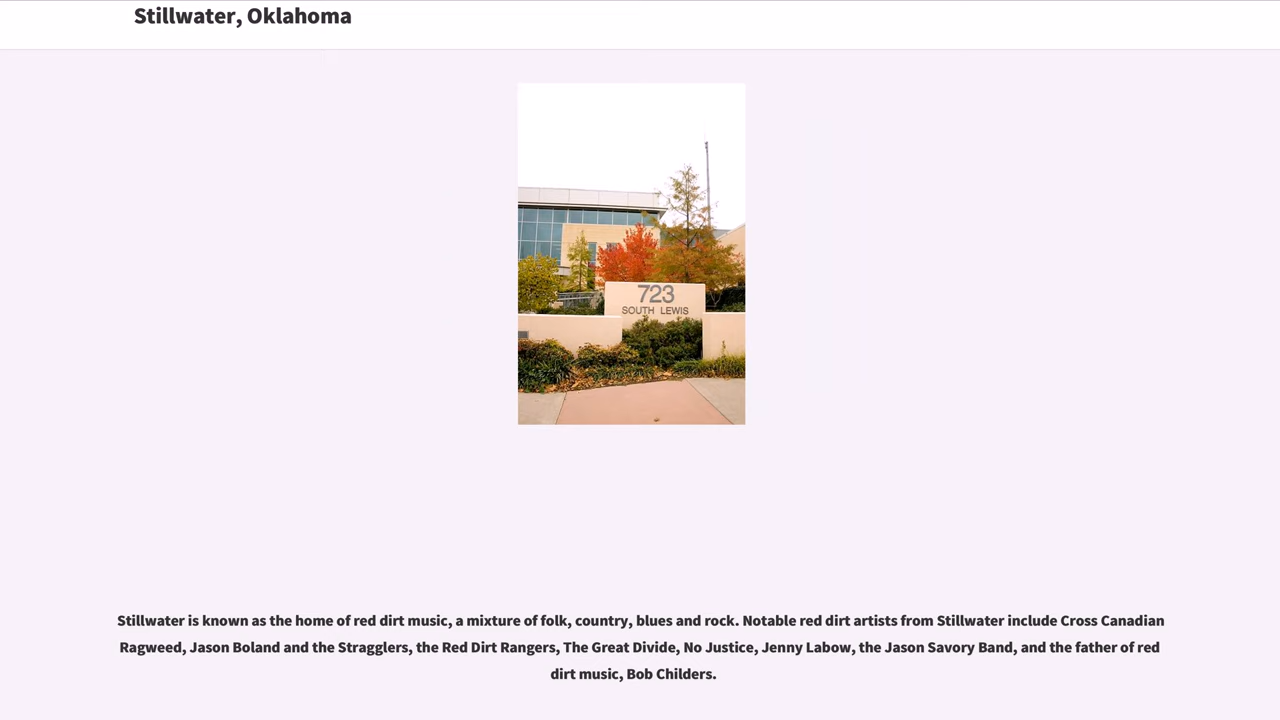 Stillwater, Oklahoma
723
SOUTH LEWIS
Stillwater is known as the home of red dirt music, a mixture of folk, country, blues and rock. Notable red dirt artists from Stillwater include Cross Canadian
Ragweed, Jason Boland and the Stragglers, the Red Dirt Rangers, The Great Divide, No Justice, Jenny Labow, the Jason Savory Band, and the father of red
dirt music, Bob Childers.